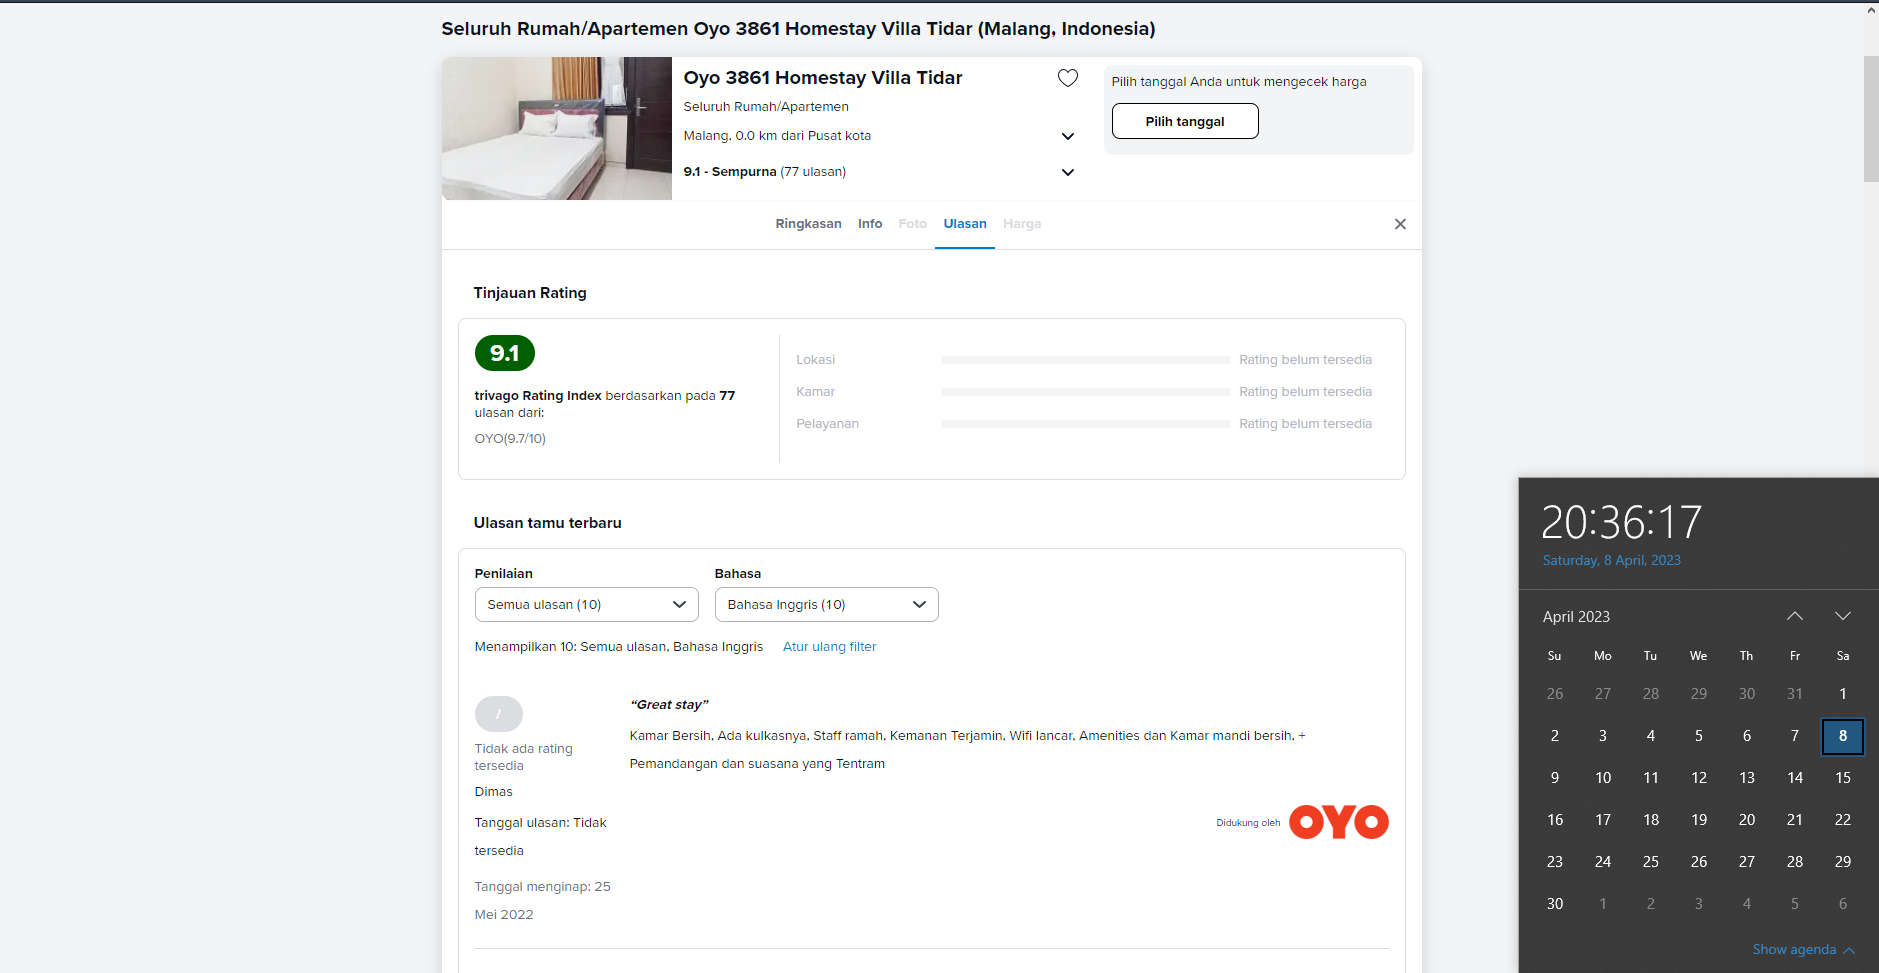 Seluruh Rumah/Apartemen Oyo 3861 Homestay Villa Tidar (Malang, Indonesia)
Oyo 3861 Homestay Villa Tidar
Seluruh Rumah/Apartemen
Malang, 0.0 km dari Pusat kota
9.1 - Sempurna (77 ulasan)
Pilih tanggal Anda untuk mengecek harga
Pilih tanggal
Ringkasan Info Foto Ulasan Harga
Tinjauan Rating
9.1
trivago Rating Index berdasarkan pada 77
ulasan dari:
OYO(9.7/10)
Lokasi Rating belum tersedia
Kamar Rating belum tersedia
Pelayanan Rating belum tersedia
Ulasan tamu terbaru
Penilaian Bahasa
Semua ulasan (10) Bahasa Inggris (10)
Menampilkan 10: Semua ulasan, Bahasa Inggris Atur ulang filter
/
Tidak ada rating
tersedia
Dimas
Tanggal ulasan: Tidak
tersedia
Tanggal menginap: 25
Mei 2022
“Great stay”
Kamar Bersih, Ada kulkasnya, Staff ramah, Kemanan Terjamin, Wifi lancar, Amenities dan Kamar mandi bersih, +
Pemandangan dan suasana yang Tentram
Didukung oleh OYO
20:36:17
Saturday, 8 April, 2023
April 2023
Su Mo Tu We Th Fr Sa
26 27 28 29 30 31 1
2 3 4 5 6 7 8
9 10 11 12 13 14 15
16 17 18 19 20 21 22
23 24 25 26 27 28 29
30 1 2 3 4 5 6
Show agenda